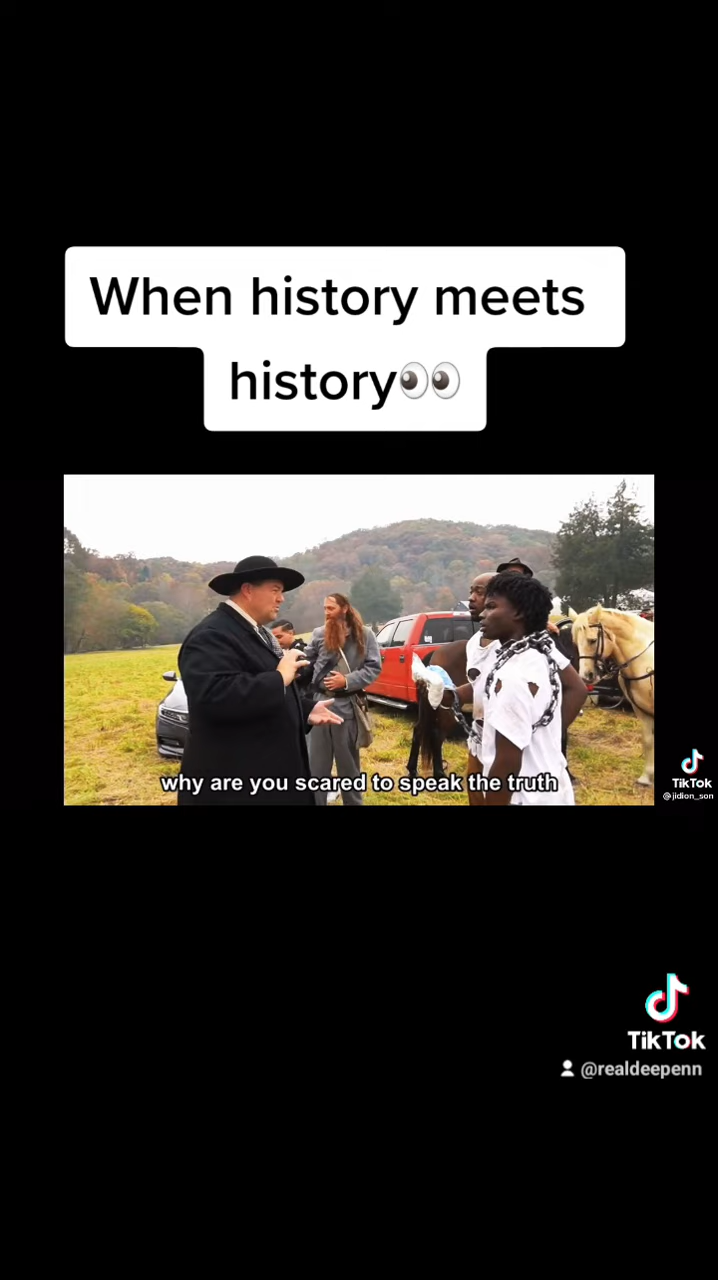 When history meets
history👀
why are you scared to speak the truth
TikTok
@jidion_son
TikTok
@realdeepenn